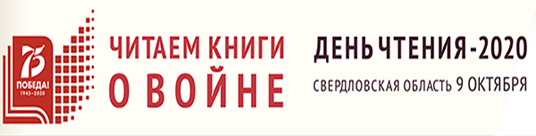 75
ПОБЕДА!
1945-2020
ЧИТАЕМ КНИГИ
О ВОЙНЕ
ДЕНЬ ЧТЕНИЯ-2020
СВЕРДЛОВСКАЯ ОБЛАСТЬ 9 ОКТЯБРЯ